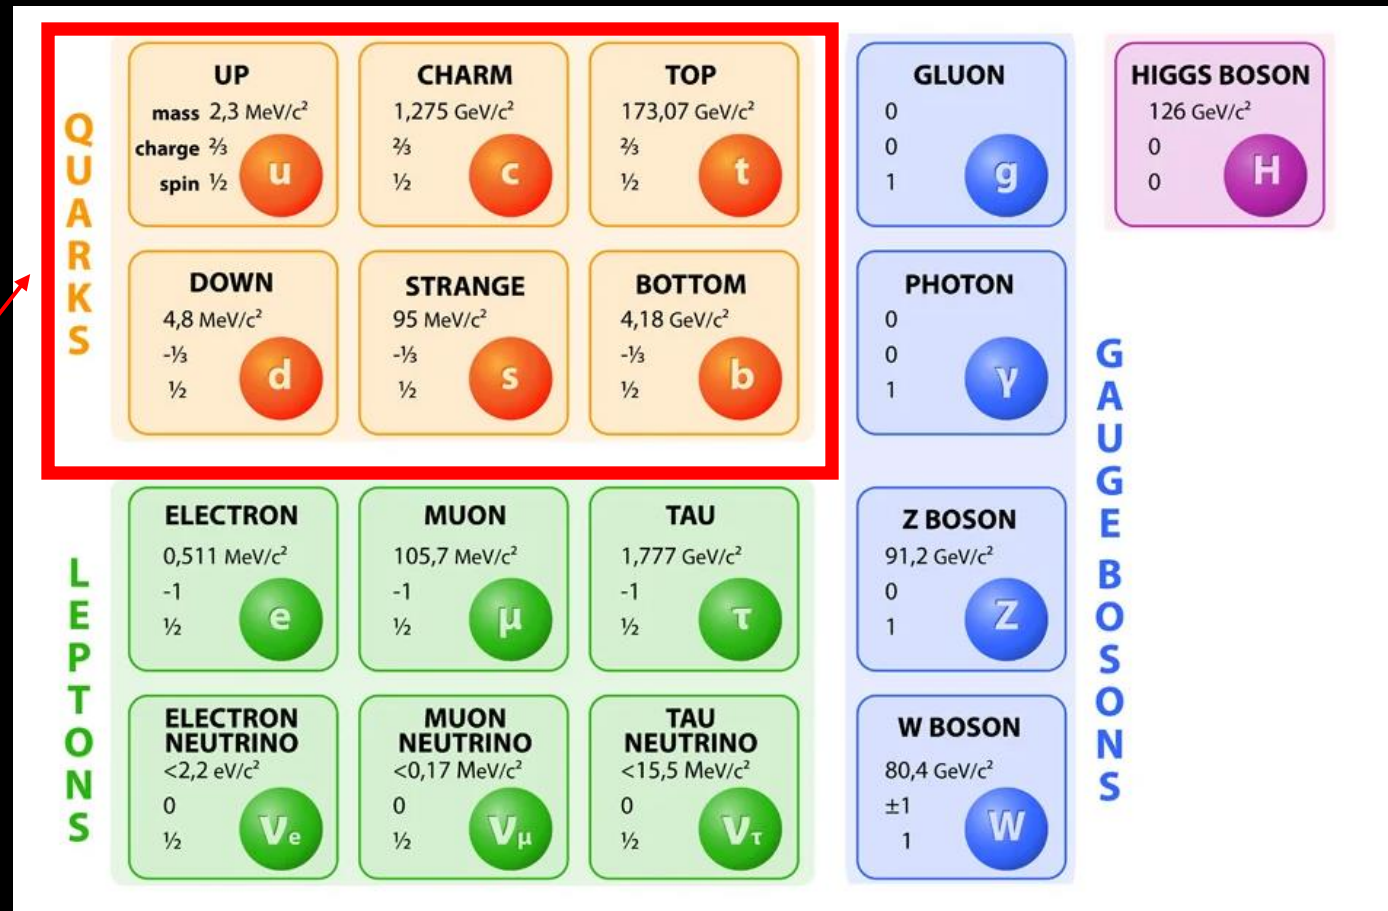 QUARKS
UP
mass 2,3 MeV/c²
charge ⅔
spin ½
u
CHARM
1,275 GeV/c²
⅔
½
c
TOP
173,07 GeV/c²
⅔
½
t
DOWN
4,8 MeV/c²
-⅓
½
d
STRANGE
95 MeV/c²
-⅓
½
s
BOTTOM
4,18 GeV/c²
-⅓
½
b
LEPTONS
ELECTRON
0,511 MeV/c²
-1
½
e
MUON
105,7 MeV/c²
-1
½
μ
TAU
1,777 GeV/c²
-1
½
τ
ELECTRON
NEUTRINO
<2,2 eV/c²
0
½
νe
MUON
NEUTRINO
<0,17 MeV/c²
0
½
νμ
TAU
NEUTRINO
<15,5 MeV/c²
0
½
ντ
GLUON
0
0
1
g
PHOTON
0
0
1
γ
Z BOSON
91,2 GeV/c²
0
1
Z
W BOSON
80,4 GeV/c²
±1
1
W
HIGGS BOSON
126 GeV/c²
0
0
H
GAUGE BOSONS